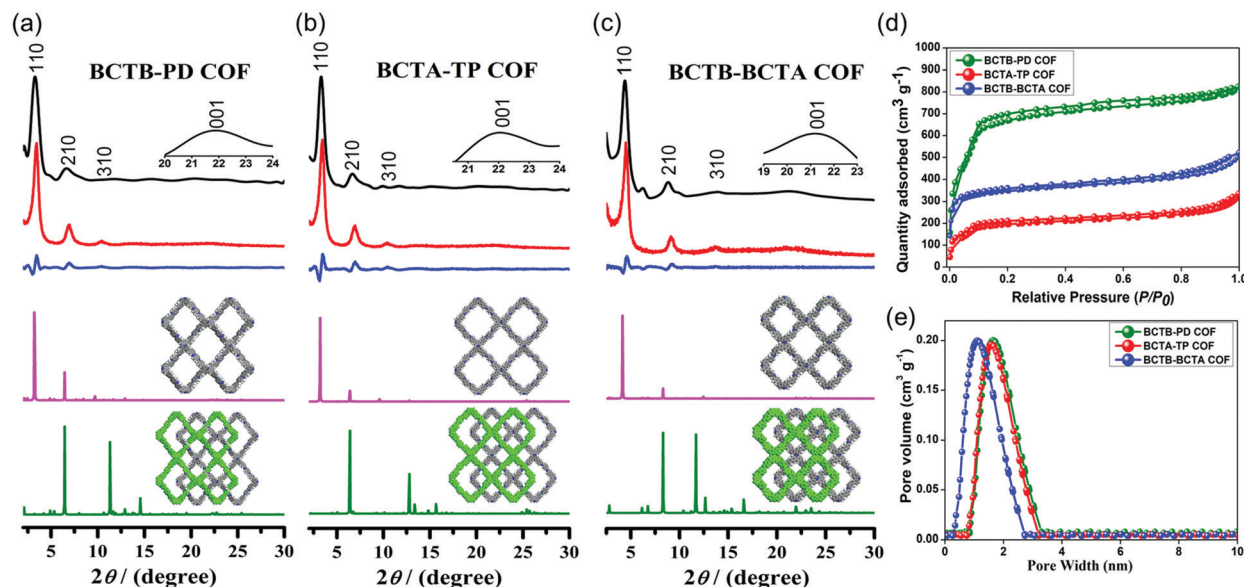 (a)
110
BCTB-PD COF
001
210
310
20 21 22 23 24
5 10 15 20 25 30
2θ / (degree)
(b)
110
BCTA-TP COF
001
210
310
21 22 23 24
5 10 15 20 25 30
2θ / (degree)
(c)
110
BCTB-BCTA COF
001
210
310
19 20 21 22 23
5 10 15 20 25 30
2θ / (degree)
(d)
Quantity adsorbed (cm³ g⁻¹)
1000
900
800
700
600
500
400
300
200
100
0
BCTB-PD COF
BCTA-TP COF
BCTB-BCTA COF
0.0 0.2 0.4 0.6 0.8 1.0
Relative Pressure (P/P0)
(e)
Pore volume (cm³ g⁻¹)
0.20
0.15
0.10
0.05
0.00
BCTB-PD COF
BCTA-TP COF
BCTB-BCTA COF
0 2 4 6 8 10
Pore Width (nm)